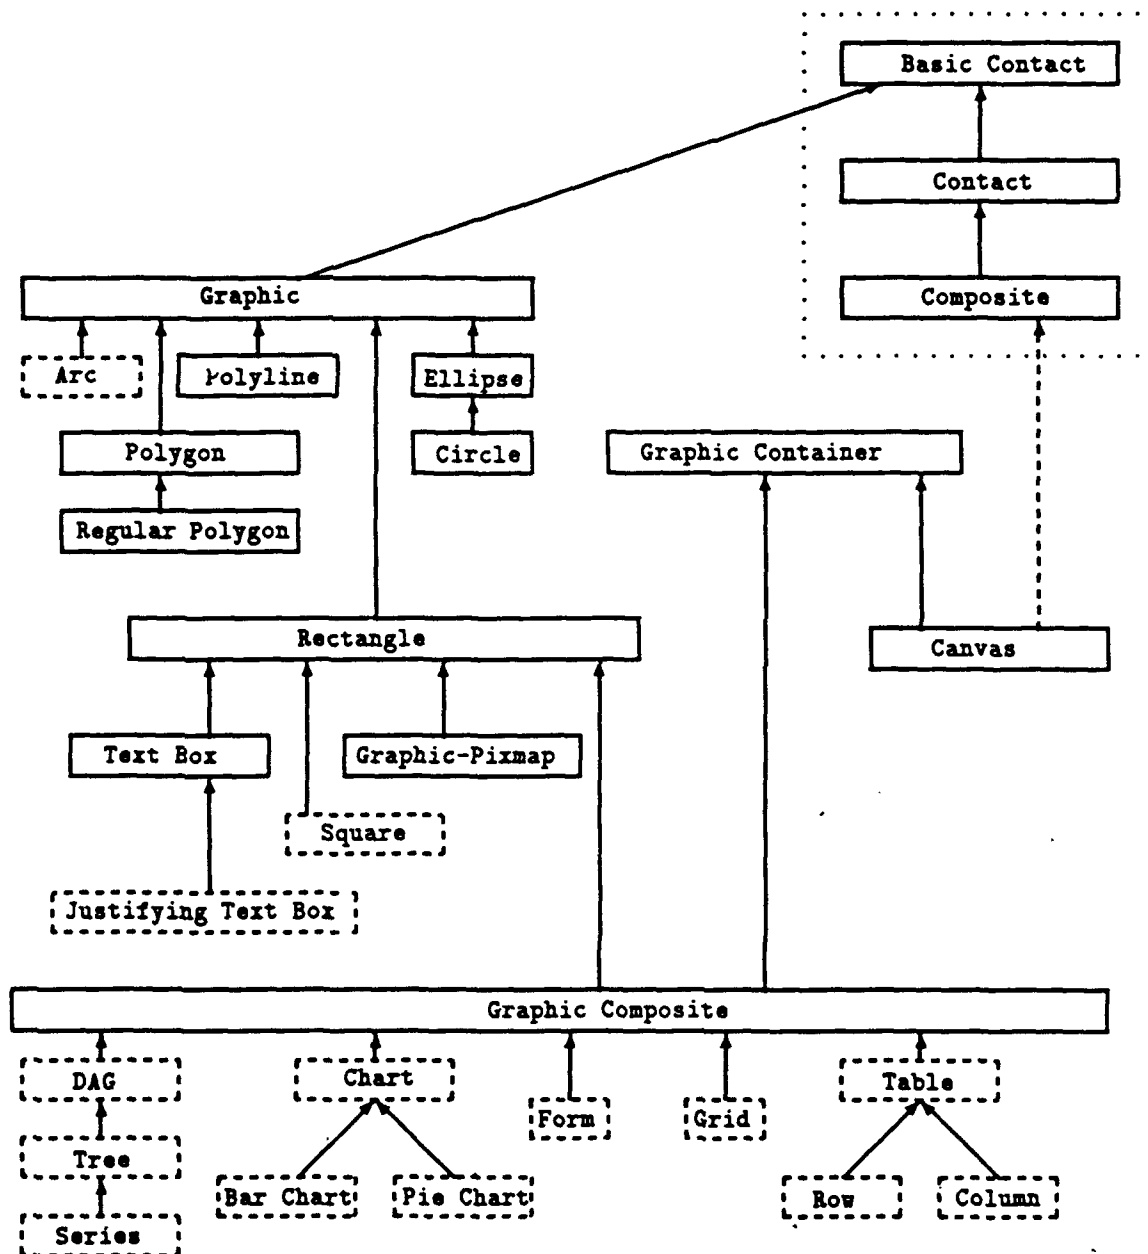 Basic Contact
Contact
Graphic
Composite
Arc
Polyline
Ellipse
Polygon
Circle
Graphic Container
Regular Polygon
Rectangle
Canvas
Text Box
Graphic-Pixmap
Square
Justifying Text Box
Graphic Composite
DAG
Chart
Table
Form
Grid
Tree
Bar Chart
Pie Chart
Row
Column
Series